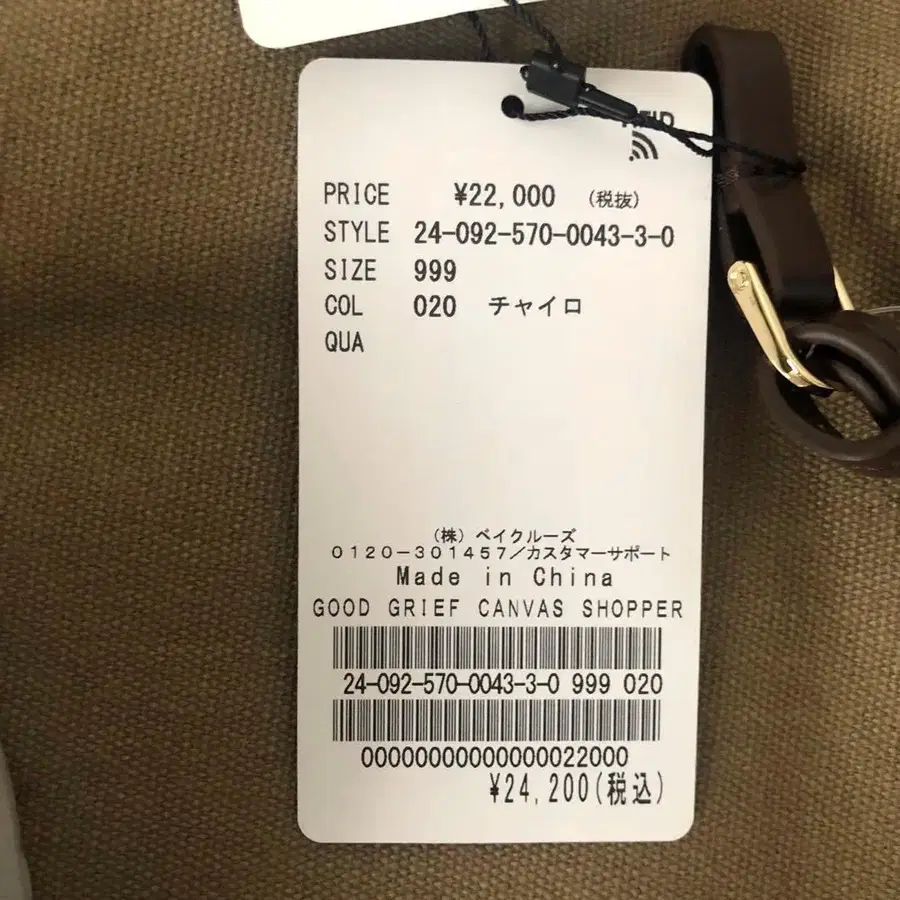 RFID
PRICE ¥22,000 (税抜)
STYLE 24-092-570-0043-3-0
SIZE 999
COL 020 チャイロ
QUA
(株) ベイクルーズ
0120-301457/カスタマーサポート
Made in China
GOOD GRIEF CANVAS SHOPPER
24-092-570-0043-3-0 999 020
00000000000000022000
¥24,200(税込)